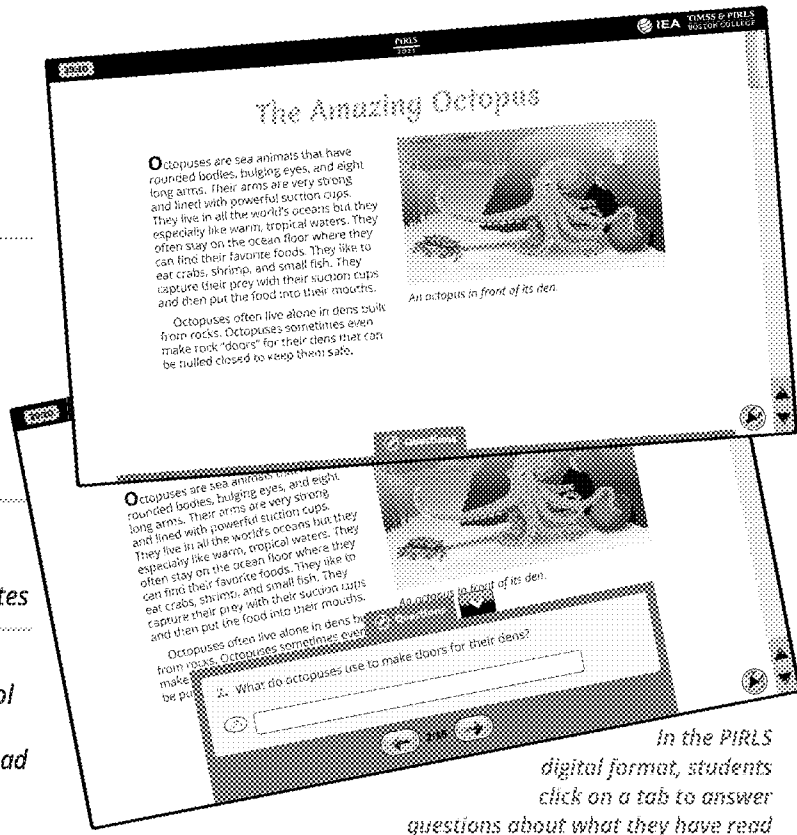 PIRLS
2021
IEA
TIMSS & PIRLS
BOSTON COLLEGE
The Amazing Octopus
Octopuses are sea animals that have
rounded bodies, bulging eyes, and eight
long arms. Their arms are very strong
and lined with powerful suction cups.
They live in all the world's oceans but they
especially like warm, tropical waters. They
often stay on the ocean floor where they
can find their favorite foods. They like to
eat crabs, shrimp, and small fish. They
capture their prey with their suction cups
and then put the food into their mouths.
Octopuses often live alone in dens built
from rocks. Octopuses sometimes even
make rock "doors" for their dens that can
be pulled closed to keep them safe.
An octopus in front of its den.
Octopuses are sea animals that
rounded bodies, bulging eyes, and eight
long arms. Their arms are very strong
and lined with powerful suction cups.
They live in all the world's oceans but they
especially like warm, tropical waters. They
often stay on the ocean floor where they
can find their favorite foods. They like to
eat crabs, shrimp, and small fish. They
capture their prey with their suction cups
and then put the food into their mouths.
Octopuses often live alone in dens bu
from rocks. Octopuses sometimes even
make
be pu
An octopus in front of its den.
2. What do octopuses use to make doors for their dens?
tes
ol
ad
In the PIRLS
digital format, students
click on a tab to answer
questions about what they have read